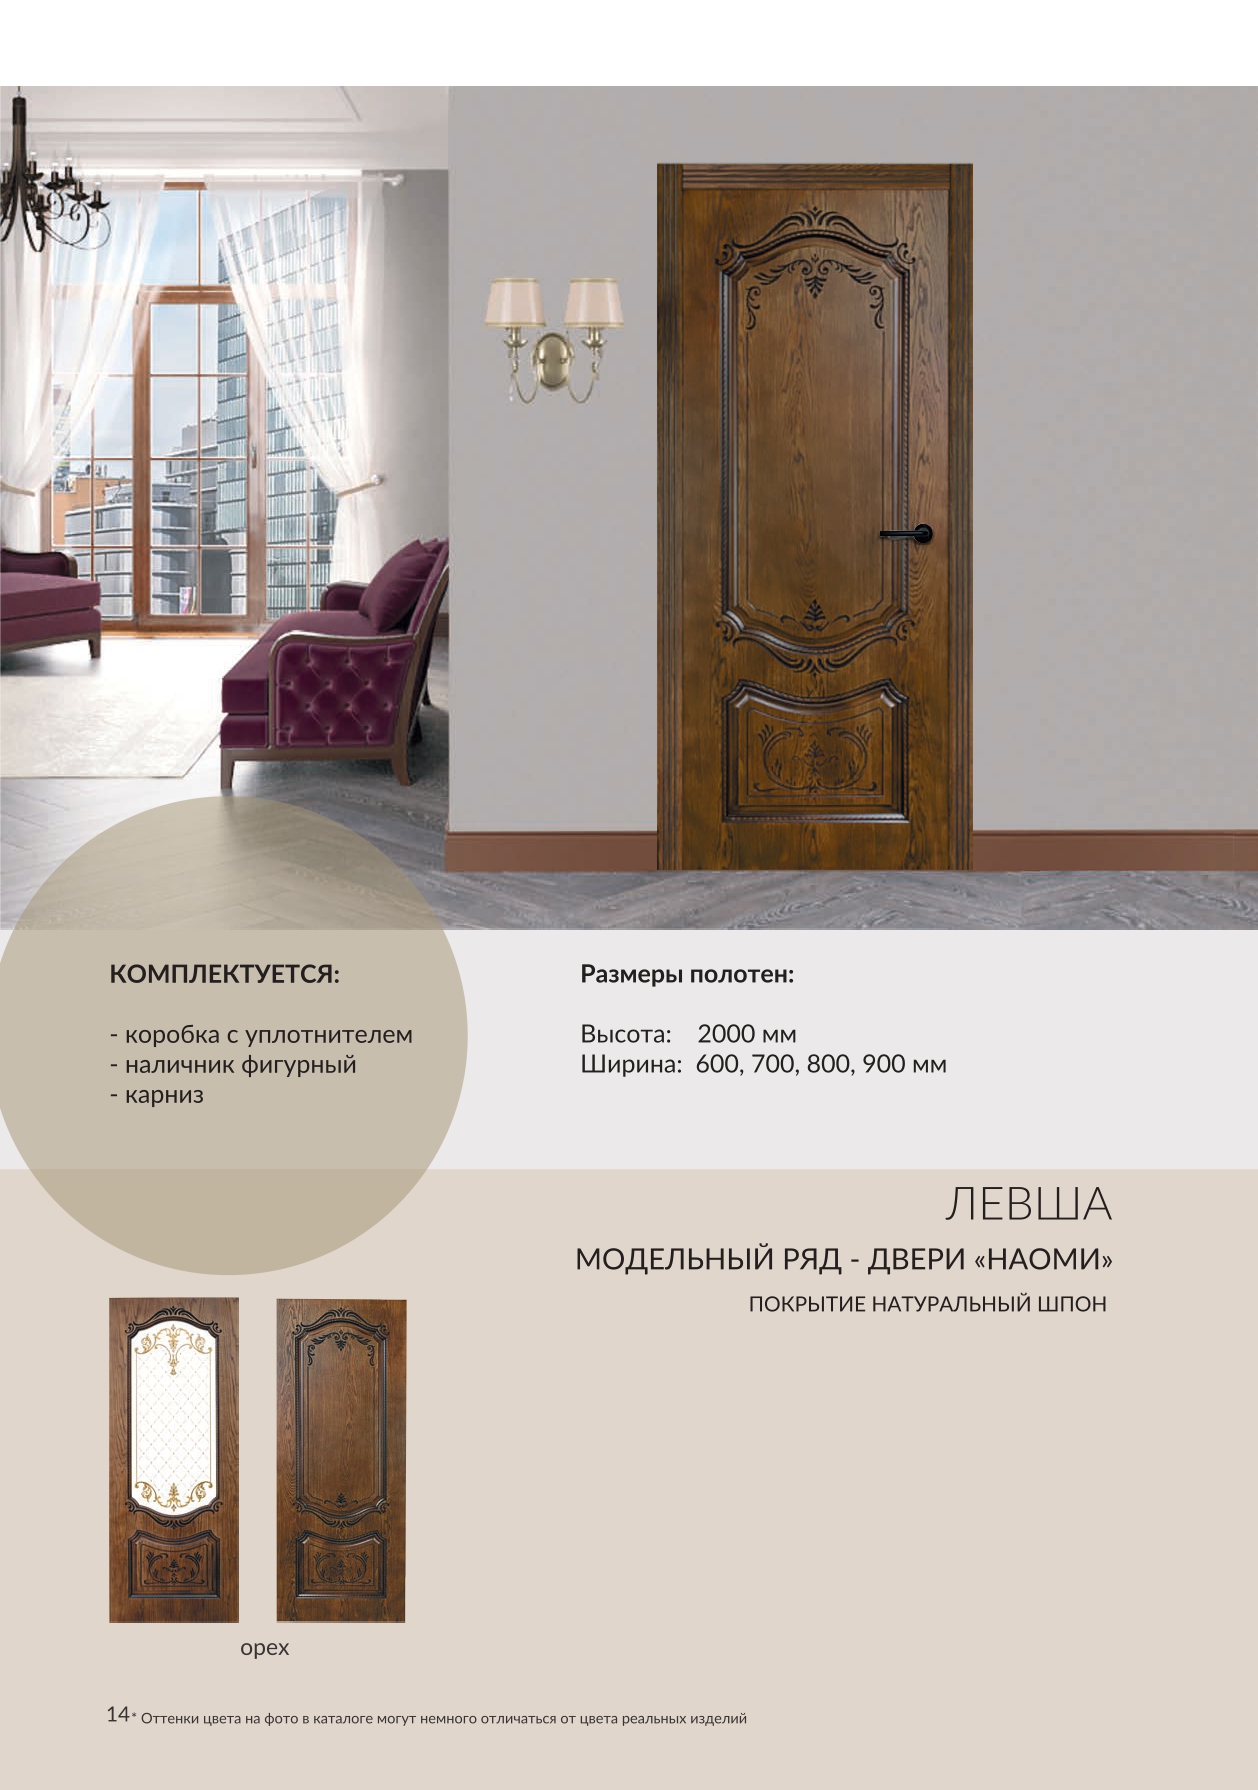 КОМПЛЕКТУЕТСЯ:
- коробка с уплотнителем
- наличник фигурный
- карниз
Размеры полотен:
Высота: 2000 мм
Ширина: 600, 700, 800, 900 мм
ЛЕВША
МОДЕЛЬНЫЙ РЯД - ДВЕРИ «НАОМИ»
ПОКРЫТИЕ НАТУРАЛЬНЫЙ ШПОН
орех
14* Оттенки цвета на фото в каталоге могут немного отличаться от цвета реальных изделий